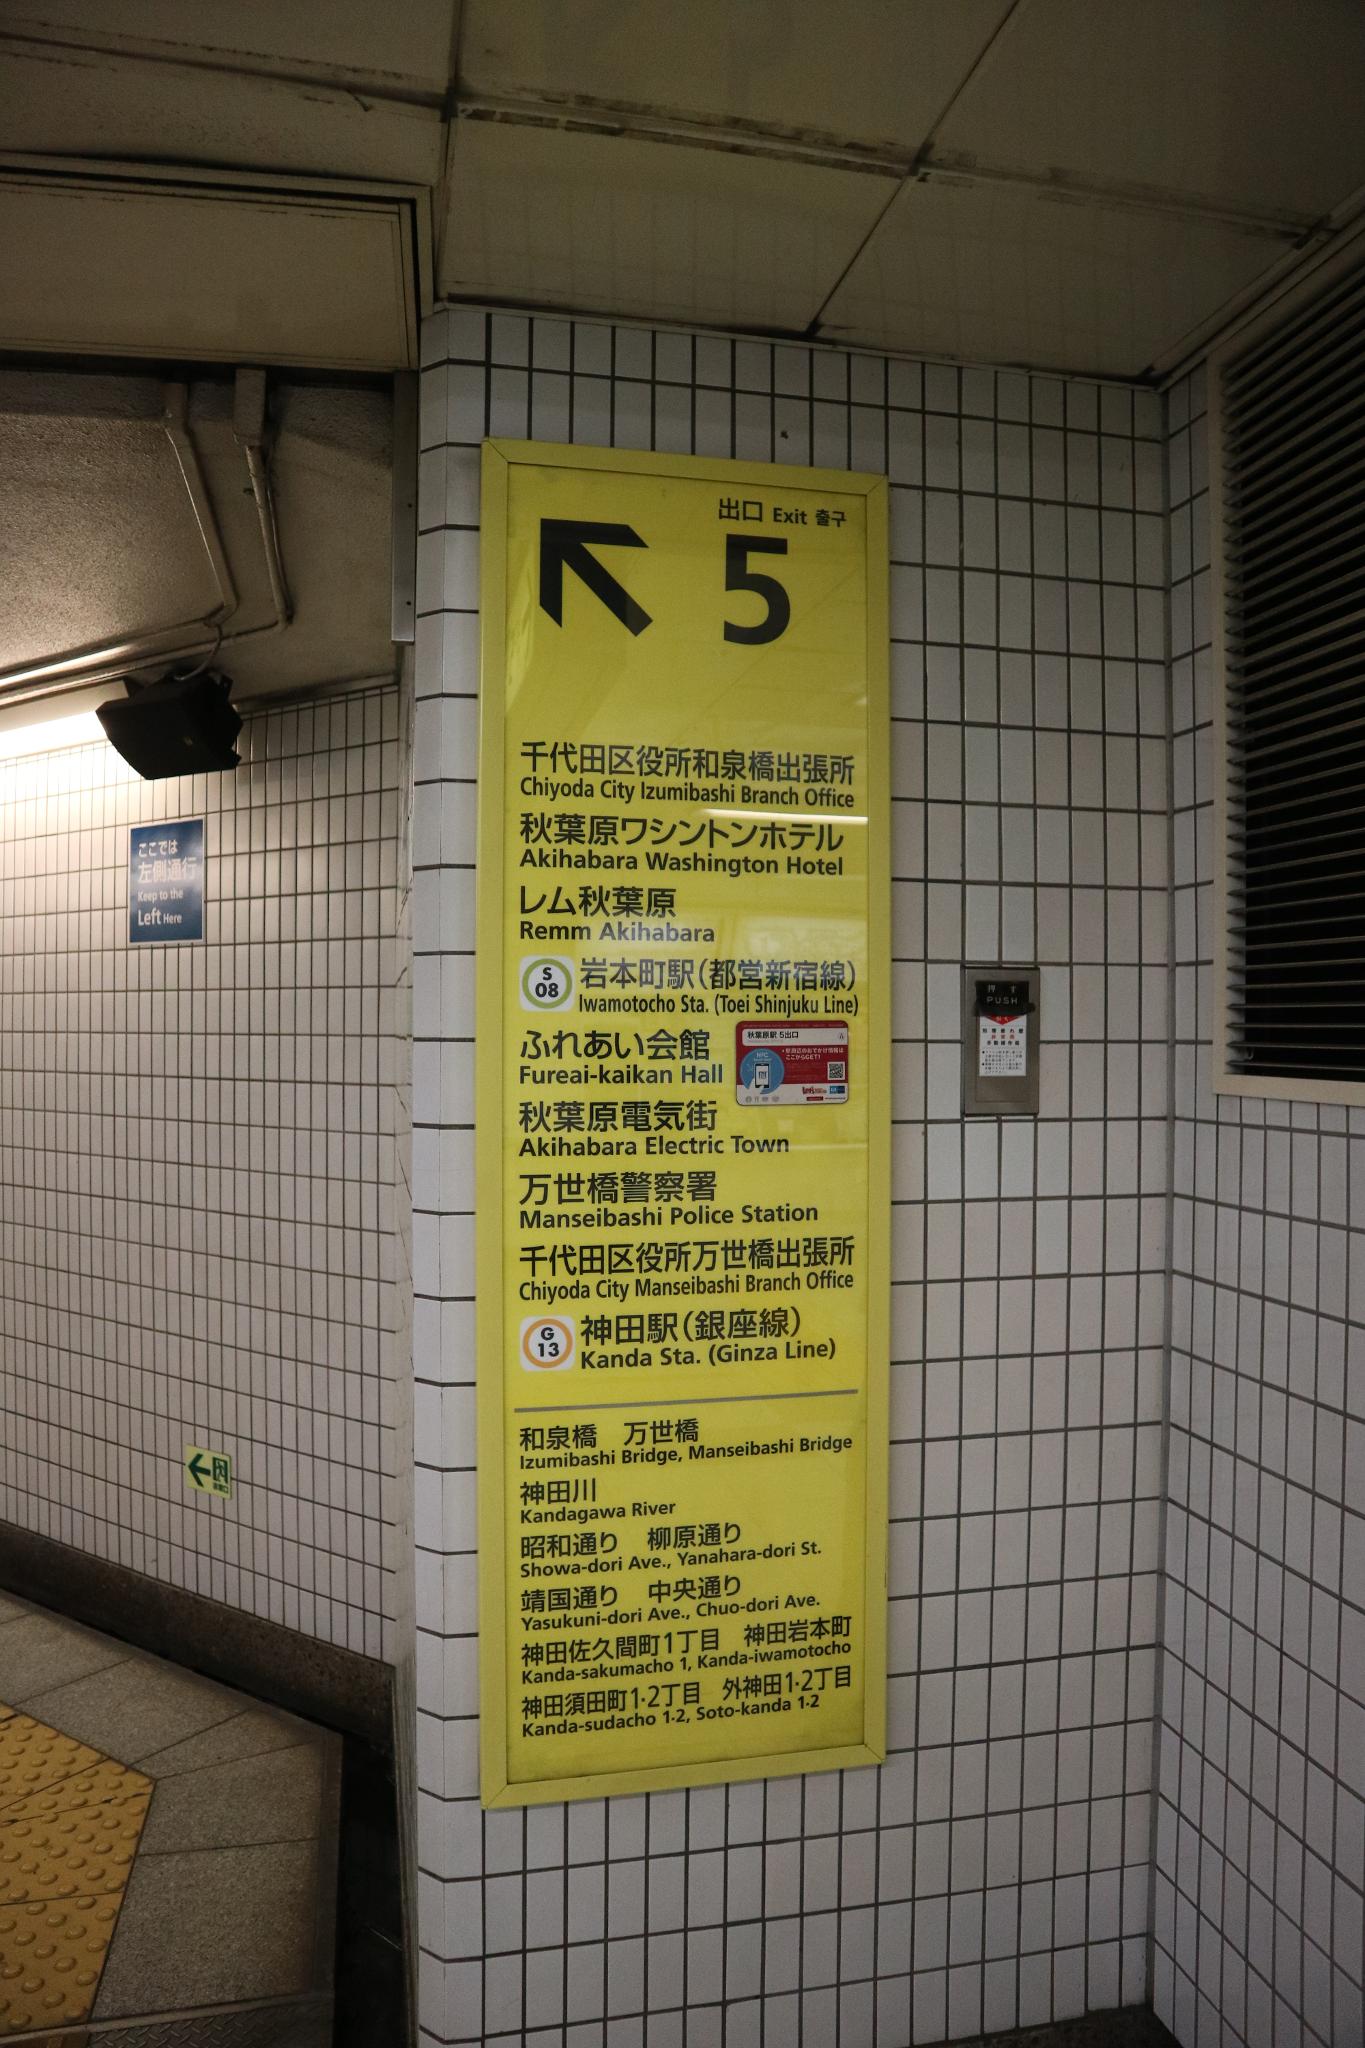 出口 Exit 출구
5
千代田区役所和泉橋出張所
Chiyoda City Izumibashi Branch Office
秋葉原ワシントンホテル
Akihabara Washington Hotel
レム秋葉原
Remm Akihabara
S
08
岩本町駅(都営新宿線)
Iwamotocho Sta. (Toei Shinjuku Line)
ふれあい会館
Fureai-kaikan Hall
秋葉原駅 5出口
NFC
秋葉原電気街
Akihabara Electric Town
万世橋警察署
Manseibashi Police Station
千代田区役所万世橋出張所
Chiyoda City Manseibashi Branch Office
G
13
神田駅(銀座線)
Kanda Sta. (Ginza Line)
和泉橋 万世橋
Izumibashi Bridge, Manseibashi Bridge
神田川
Kandagawa River
昭和通り 柳原通り
Showa-dori Ave., Yanahara-dori St.
靖国通り 中央通り
Yasukuni-dori Ave., Chuo-dori Ave.
神田佐久間町1丁目 神田岩本町
Kanda-sakumacho 1, Kanda-iwamotocho
神田須田町1·2丁目 外神田1·2丁目
Kanda-sudacho 1·2, Soto-kanda 1·2
ここでは
左側通行
Keep to the
Left Here
非常口
押す
PUSH